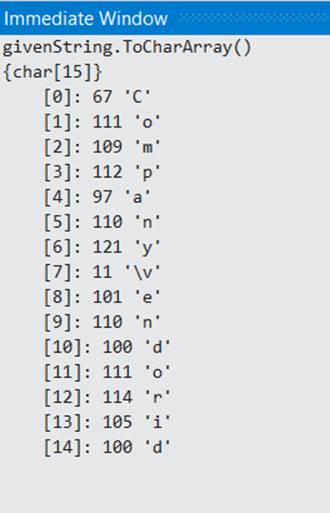 Immediate Window
givenString.ToCharArray()
{char[15]}
[0]: 67 'C'
[1]: 111 'o'
[2]: 109 'm'
[3]: 112 'p'
[4]: 97 'a'
[5]: 110 'n'
[6]: 121 'y'
[7]: 11 '\v'
[8]: 101 'e'
[9]: 110 'n'
[10]: 100 'd'
[11]: 111 'o'
[12]: 114 'r'
[13]: 105 'i'
[14]: 100 'd'